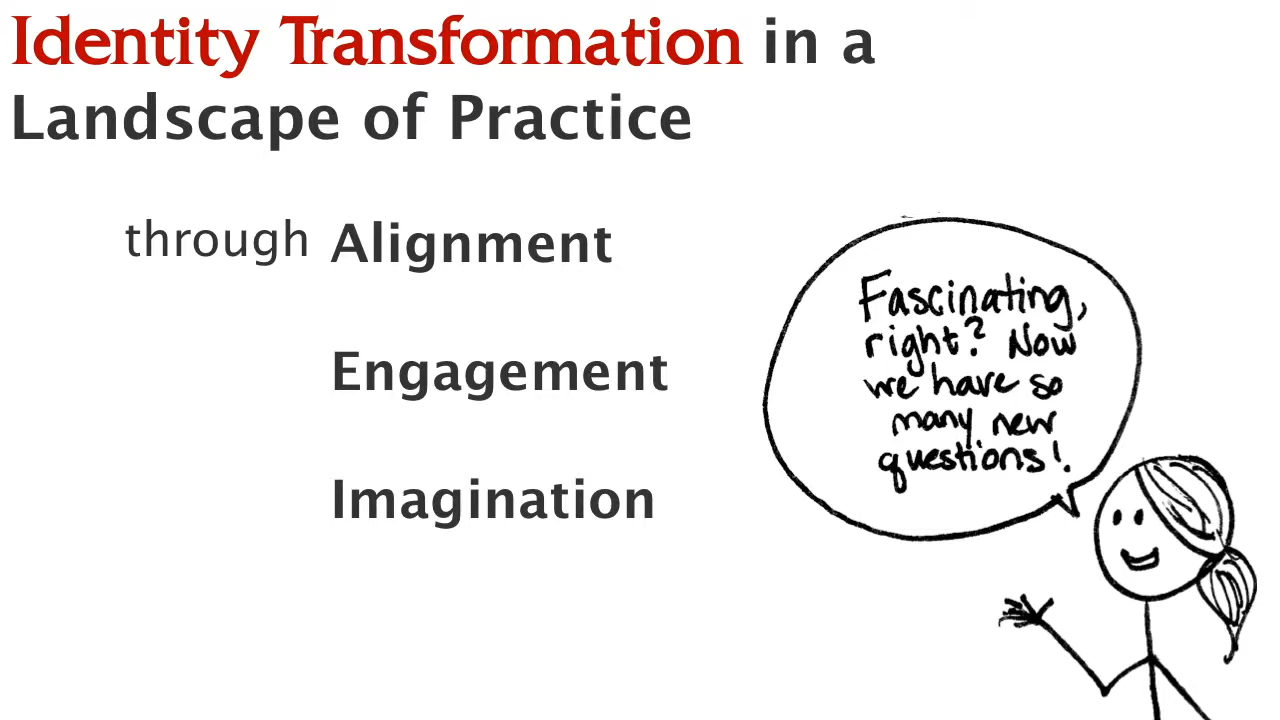 Identity Transformation in a
Landscape of Practice
through Alignment
Engagement
Imagination
Fascinating,
right? Now
we have so
many new
questions!